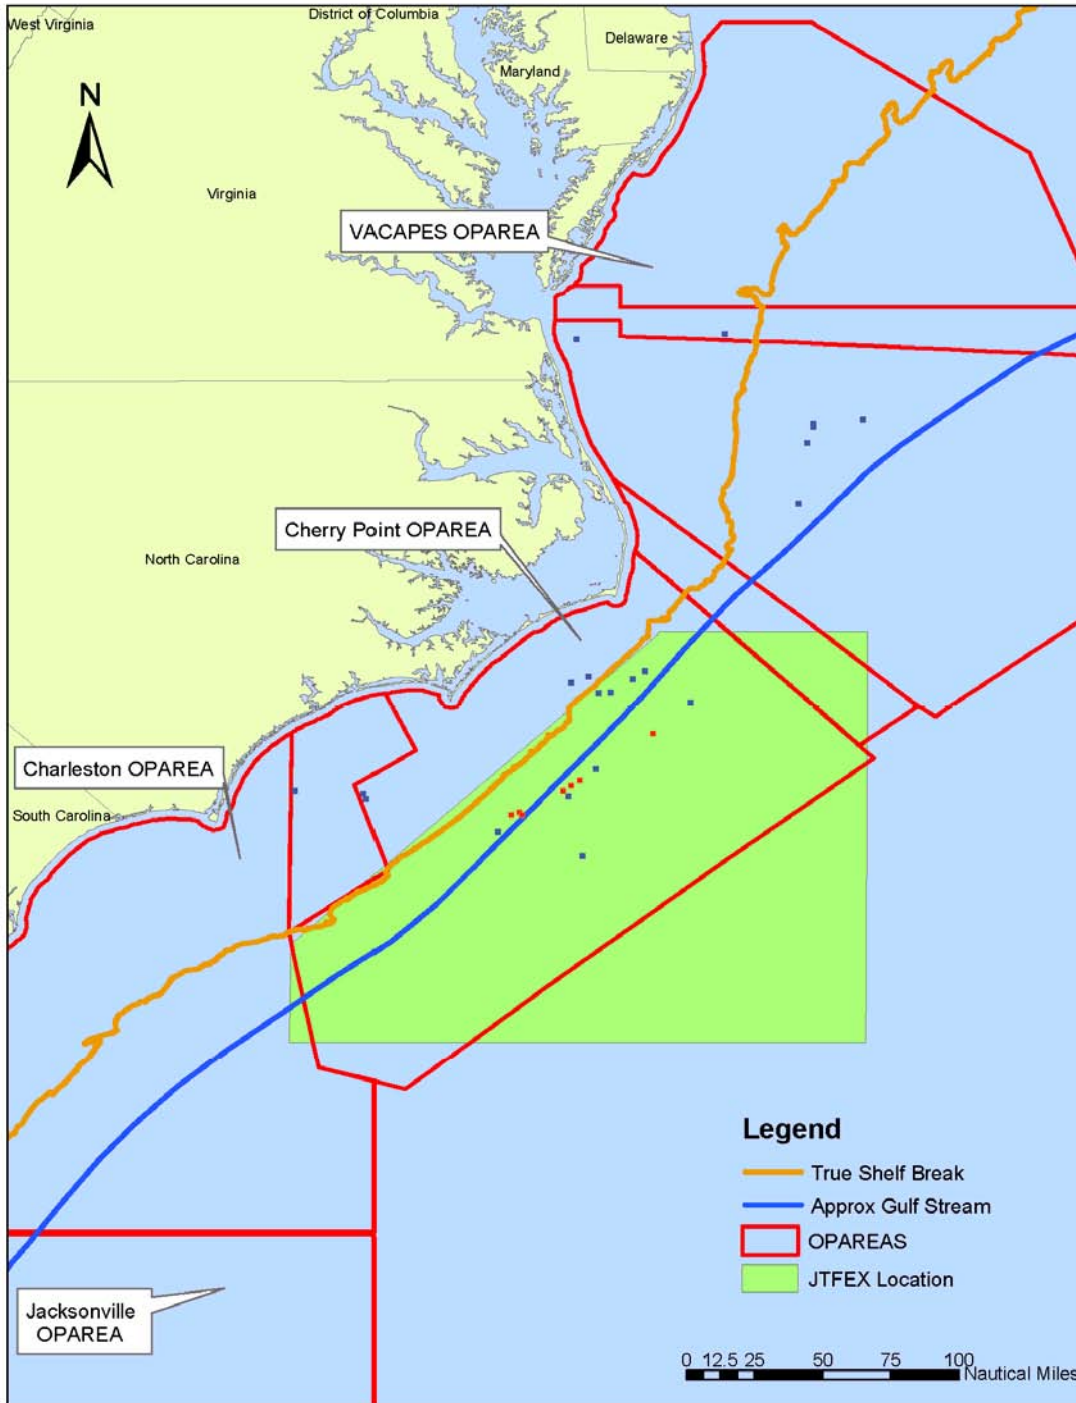 West Virginia
District of Columbia
Delaware
Maryland
N
Virginia
VACAPES OPAREA
Cherry Point OPAREA
North Carolina
Charleston OPAREA
South Carolina
Legend
True Shelf Break
Approx Gulf Stream
OPAREAS
JTFEX Location
Jacksonville
OPAREA
0 12.5 25 50 75 100
Nautical Miles